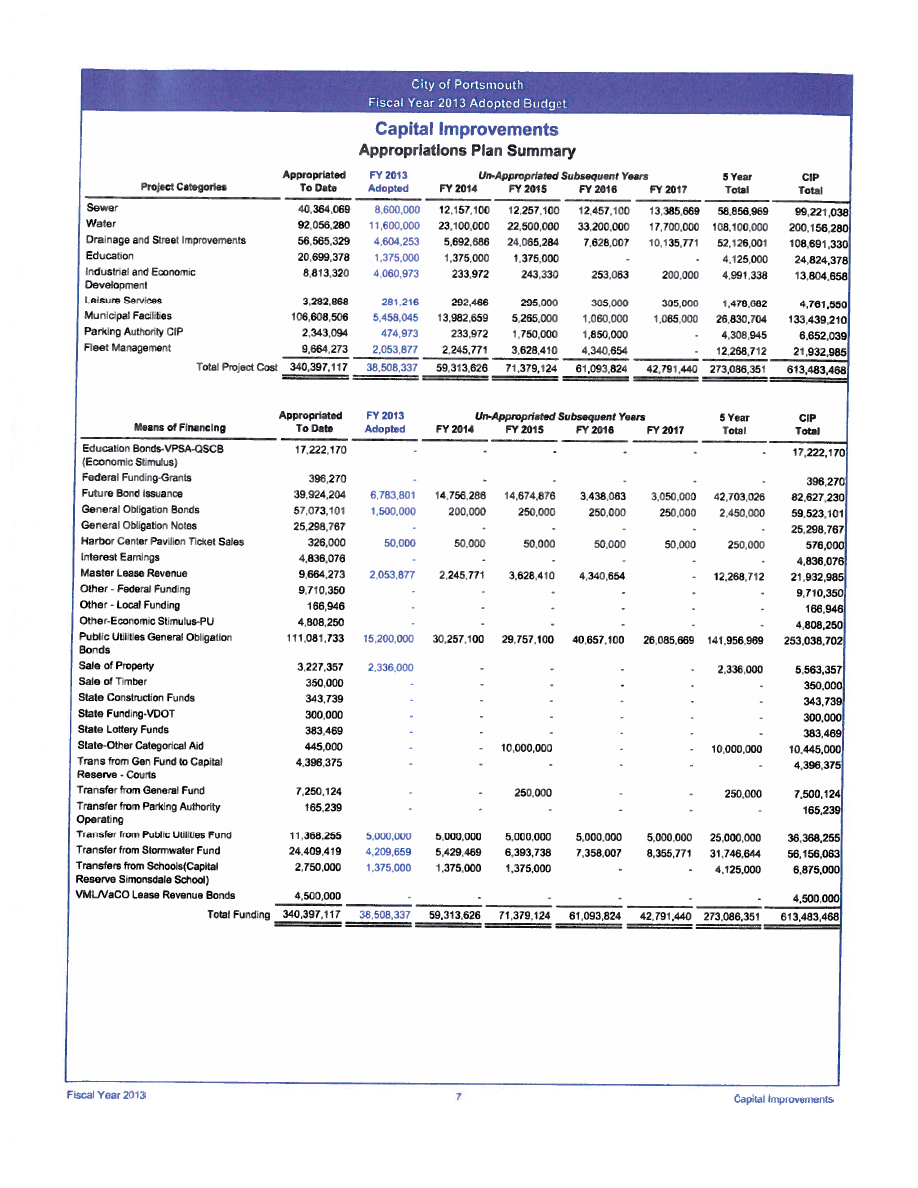 City of Portsmouth
Fiscal Year 2013 Adopted Budget
Capital Improvements
Appropriations Plan Summary
Appropriated FY 2013 Un-Appropriated Subsequent Years 5 Year CIP
Project Categories To Date Adopted FY 2014 FY 2015 FY 2016 FY 2017 Total Total
Sewer 40,364,069 8,600,000 12,157,100 12,257,100 12,457,100 13,385,669 58,856,969 99,221,038
Water 92,056,280 11,600,000 23,100,000 22,500,000 33,200,000 17,700,000 108,100,000 200,156,280
Drainage and Street Improvements 56,565,329 4,604,253 5,692,686 24,065,284 7,628,007 10,135,771 52,126,001 108,691,330
Education 20,699,378 1,375,000 1,375,000 1,375,000 - - 4,125,000 24,824,378
Industrial and Economic 8,813,320 4,060,973 233,972 243,330 253,063 200,000 4,991,338 13,804,658
Development
Leisure Services 3,282,868 281,216 292,466 295,000 305,000 305,000 1,478,682 4,761,550
Municipal Facilities 106,608,506 5,458,045 13,982,659 5,265,000 1,060,000 1,065,000 26,830,704 133,439,210
Parking Authority CIP 2,343,094 474,973 233,972 1,750,000 1,850,000 - 4,308,945 6,652,039
Fleet Management 9,664,273 2,053,877 2,245,771 3,628,410 4,340,654 - 12,268,712 21,932,985
Total Project Cost 340,397,117 38,508,337 59,313,626 71,379,124 61,093,824 42,791,440 273,086,351 613,483,468
Appropriated FY 2013 Un-Appropriated Subsequent Years 5 Year CIP
Means of Financing To Date Adopted FY 2014 FY 2015 FY 2016 FY 2017 Total Total
Education Bonds-VPSA-QSCB 17,222,170 - - - - - - 17,222,170
(Economic Stimulus)
Federal Funding-Grants 396,270 - - - - - - 396,270
Future Bond Issuance 39,924,204 6,783,801 14,756,286 14,674,876 3,438,063 3,050,000 42,703,026 82,627,230
General Obligation Bonds 57,073,101 1,500,000 200,000 250,000 250,000 250,000 2,450,000 59,523,101
General Obligation Notes 25,298,767 - - - - - - 25,298,767
Harbor Center Pavilion Ticket Sales 326,000 50,000 50,000 50,000 50,000 50,000 250,000 576,000
Interest Earnings 4,836,076 - - - - - - 4,836,076
Master Lease Revenue 9,664,273 2,053,877 2,245,771 3,628,410 4,340,654 - 12,268,712 21,932,985
Other - Federal Funding 9,710,350 - - - - - - 9,710,350
Other - Local Funding 166,946 - - - - - - 166,946
Other-Economic Stimulus-PU 4,808,250 - - - - - - 4,808,250
Public Utilities General Obligation 111,081,733 15,200,000 30,257,100 29,757,100 40,657,100 26,085,669 141,956,969 253,038,702
Bonds
Sale of Property 3,227,357 2,336,000 - - - - 2,336,000 5,563,357
Sale of Timber 350,000 - - - - - - 350,000
State Construction Funds 343,739 - - - - - - 343,739
State Funding-VDOT 300,000 - - - - - - 300,000
State Lottery Funds 383,469 - - - - - - 383,469
State-Other Categorical Aid 445,000 - - 10,000,000 - - 10,000,000 10,445,000
Trans from Gen Fund to Capital 4,396,375 - - - - - - 4,396,375
Reserve - Courts
Transfer from General Fund 7,250,124 - - 250,000 - - 250,000 7,500,124
Transfer from Parking Authority 165,239 - - - - - - 165,239
Operating
Transfer from Public Utilities Fund 11,368,255 5,000,000 5,000,000 5,000,000 5,000,000 5,000,000 25,000,000 36,368,255
Transfer from Stormwater Fund 24,409,419 4,209,659 5,429,469 6,393,738 7,358,007 8,355,771 31,746,644 56,156,063
Transfers from Schools(Capital 2,750,000 1,375,000 1,375,000 1,375,000 - - 4,125,000 6,875,000
Reserve Simonsdale School)
VML/VaCO Lease Revenue Bonds 4,500,000 - - - - - - 4,500,000
Total Funding 340,397,117 38,508,337 59,313,626 71,379,124 61,093,824 42,791,440 273,086,351 613,483,468
Fiscal Year 2013 7 Capital Improvements